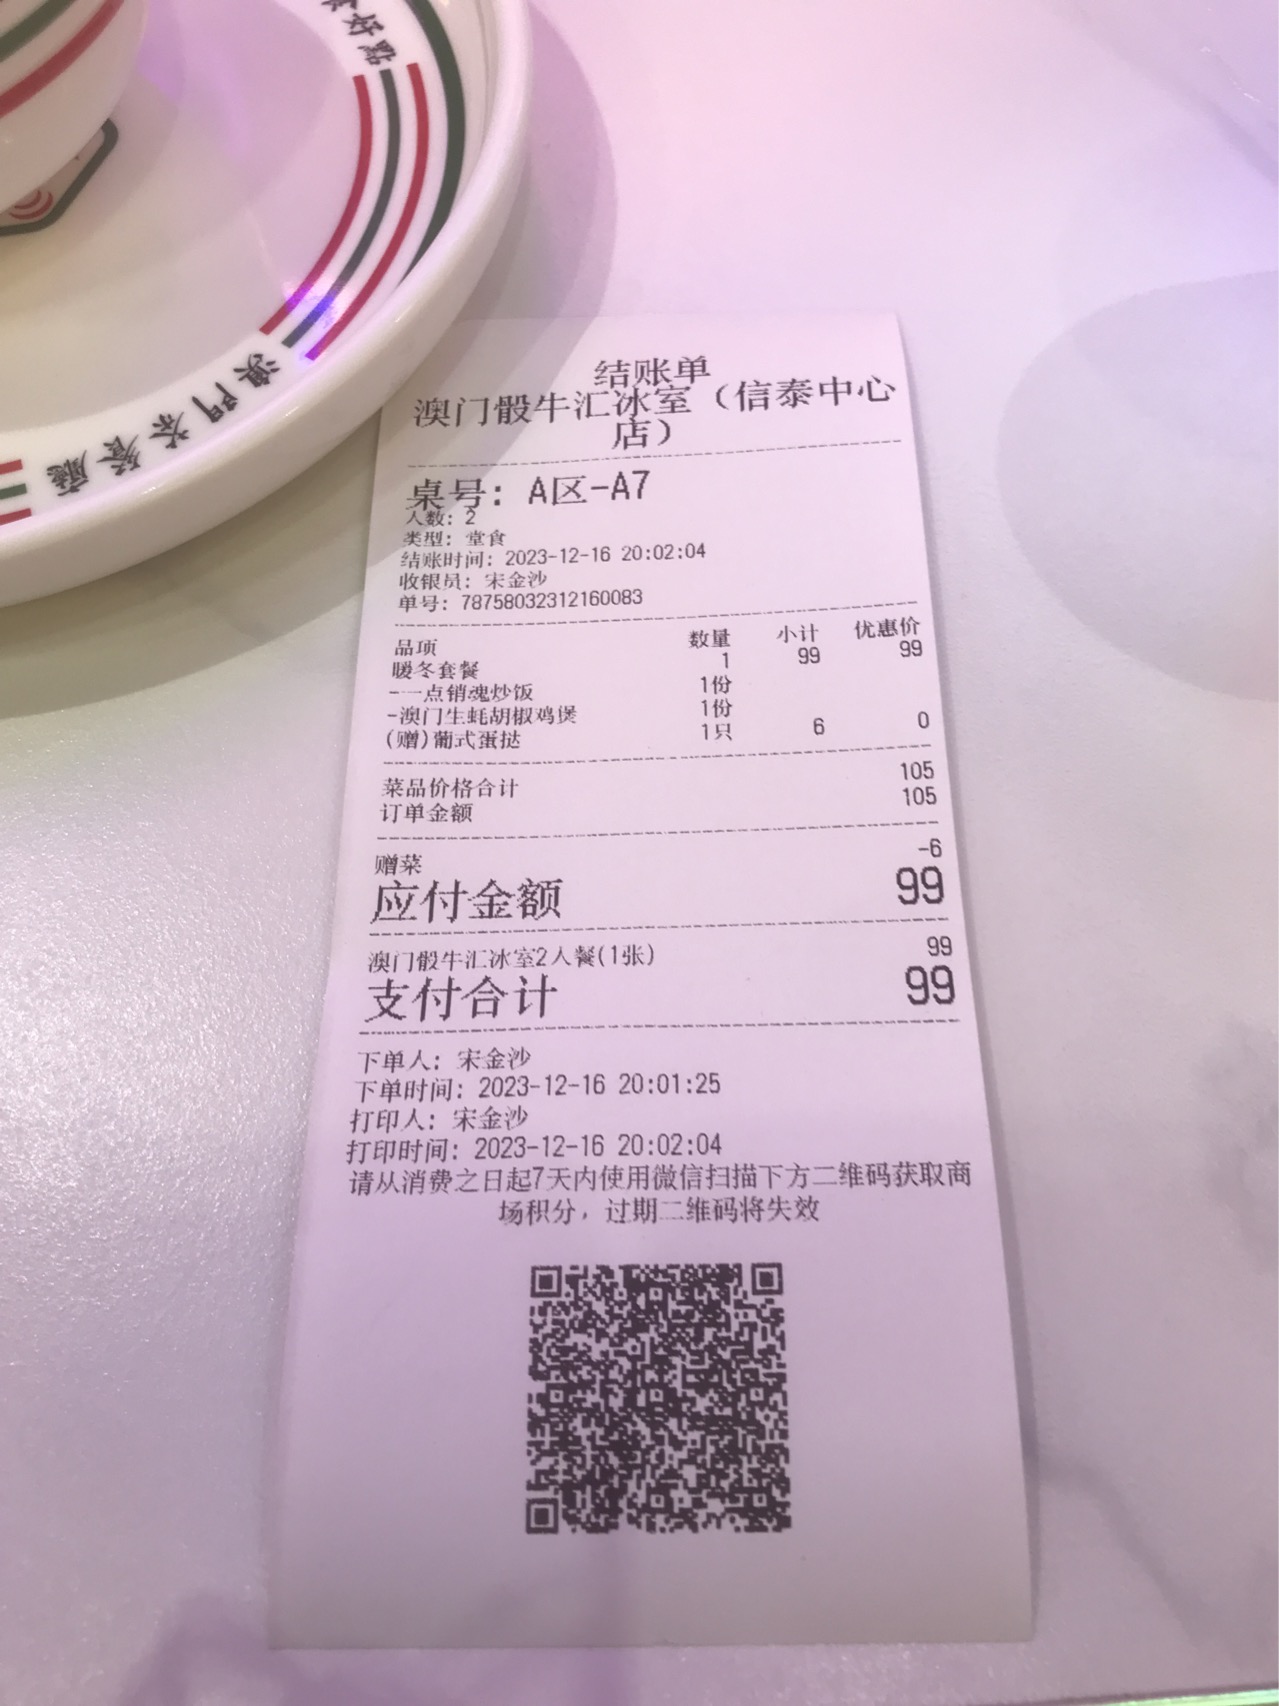 澳門茶餐廳
结账单
澳门骰牛汇冰室（信泰中心
店）
桌号: A区-A7
人数: 2
类型: 堂食
结账时间: 2023-12-16 20:02:04
收银员: 宋金沙
单号: 78758032312160083
品项 数量 小计 优惠价
暖冬套餐 1 99 99
-一点销魂炒饭 1份
-澳门生蚝胡椒鸡煲 1份
(赠)葡式蛋挞 1只 6 0
菜品价格合计 105
订单金额 105
赠菜 -6
应付金额 99
澳门骰牛汇冰室2人餐(1张) 99
支付合计 99
下单人: 宋金沙
下单时间: 2023-12-16 20:01:25
打印人: 宋金沙
打印时间: 2023-12-16 20:02:04
请从消费之日起7天内使用微信扫描下方二维码获取商
场积分，过期二维码将失效